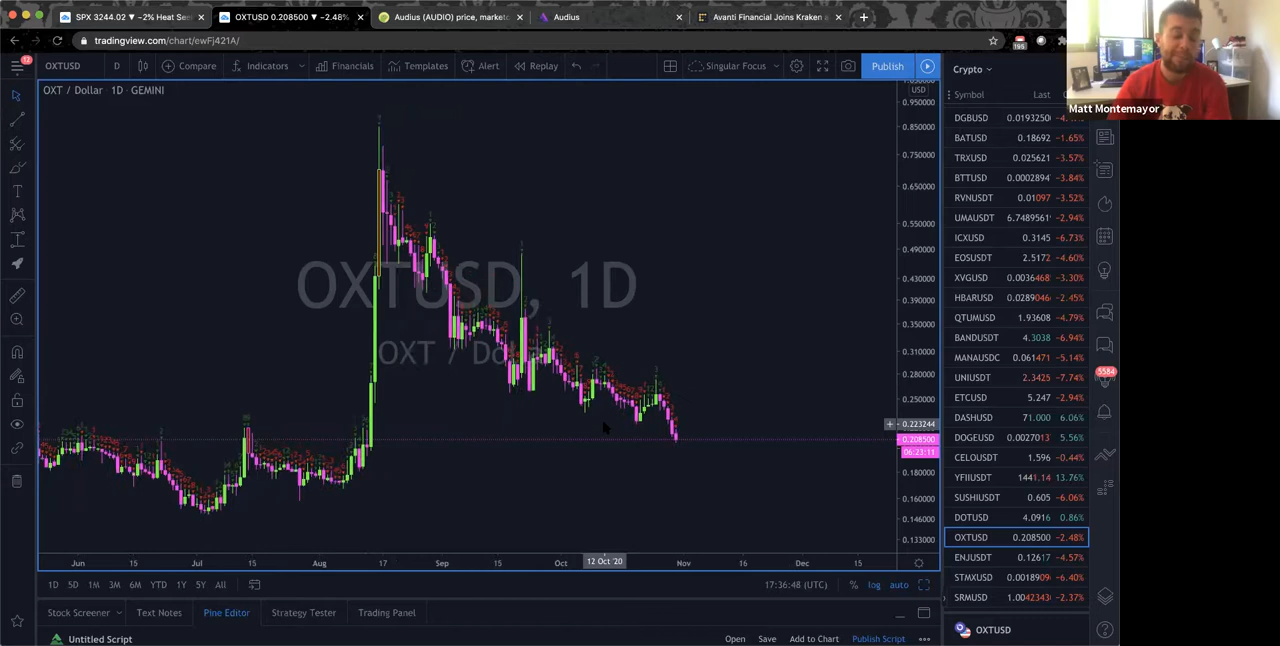 SPX 3244.02 ▼ −2% Heat See
OXTUSD 0.208500 ▼ −2.48%
Audius (AUDIO) price, marketc
Audius
Avanti Financial Joins Kraken
tradingview.com/chart/ewFj421A/
195
12
OXTUSD
D
Compare
Indicators
Financials
Templates
Alert
Replay
Singular Focus
Publish
OXT / Dollar · 1D · GEMINI
USD
OXTUSD, 1D
OXT / Dol
0.950000
0.850000
0.750000
0.650000
0.550000
0.490000
0.430000
0.390000
0.350000
0.310000
0.280000
0.250000
0.223244
0.208500
06:23:11
0.180000
0.160000
0.146000
0.133000
Jun
Jul
Aug
17
Sep
15
Oct
12 Oct '20
Nov
16
Dec
15
1D
5D
1M
3M
6M
YTD
1Y
5Y
All
17:36:48 (UTC)
%
log
auto
Stock Screener
Text Notes
Pine Editor
Strategy Tester
Trading Panel
Untitled Script
Open
Save
Add to Chart
Publish Script
Matt Montemayor
Crypto
Symbol
Last
DGBUSD 0.0193250
BATUSD 0.18692 −1.65%
TRXUSD 0.025621 −3.57%
BTTUSD 0.0002894 −3.84%
RVNUSDT 0.01097 −3.52%
UMAUSDT 6.7489561 −2.94%
ICXUSD 0.3145 −6.73%
EOSUSDT 2.5172 −4.60%
XVGUSD 0.0036468 −3.30%
HBARUSD 0.0289046 −2.45%
QTUMUSD 1.93608 −4.79%
BANDUSDT 4.3038 −6.94%
MANAUSDC 0.061471 −5.14%
UNIUSDT 2.3425 −7.74%
ETCUSD 5.247 −2.94%
DASHUSD 71.000 6.06%
DOGEUSD 0.0027013 5.56%
CELOUSDT 1.596 −0.44%
YFIIUSDT 1441.14 13.76%
SUSHIUSDT 0.605 −6.06%
DOTUSD 4.0916 0.86%
OXTUSD 0.208500 −2.48%
ENJUSDT 0.12617 −4.57%
STMXUSD 0.0018909 −6.40%
SRMUSD 1.0042343 −2.37%
OXTUSD
5584